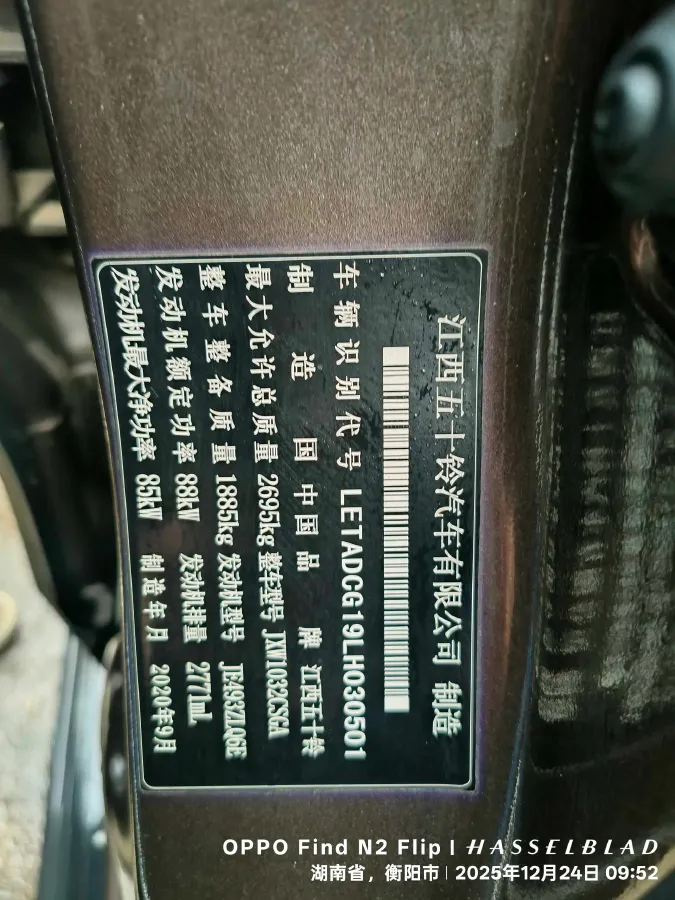 江西五十铃汽车有限公司 制造
车辆识别代号 LETADCG19LH030501
制造国 中国 品牌 江西五十铃
最大允许总质量 2695kg 整车型号 JXW1032CSGA
整车整备质量 1885kg 发动机型号 JE493ZLQ6E
发动机额定功率 88kW 发动机排量 2771mL
发动机最大净功率 85kW 制造年月 2020年9月
OPPO Find N2 Flip | HASSELBLAD
湖南省，衡阳市 | 2025年12月24日 09:52